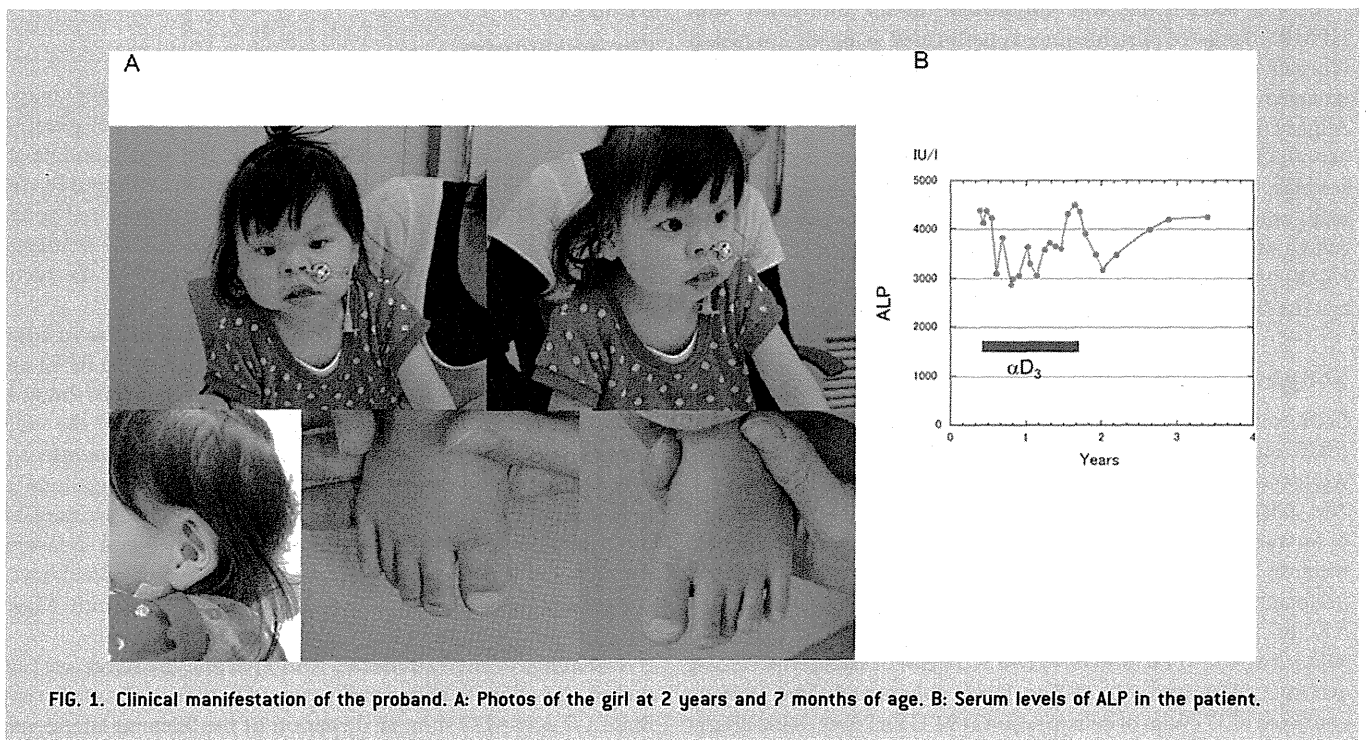 A
B
IU/l
5000
4000
3000
2000
1000
0
ALP
αD₃
0 1 2 3 4
Years
FIG. 1. Clinical manifestation of the proband. A: Photos of the girl at 2 years and 7 months of age. B: Serum levels of ALP in the patient.